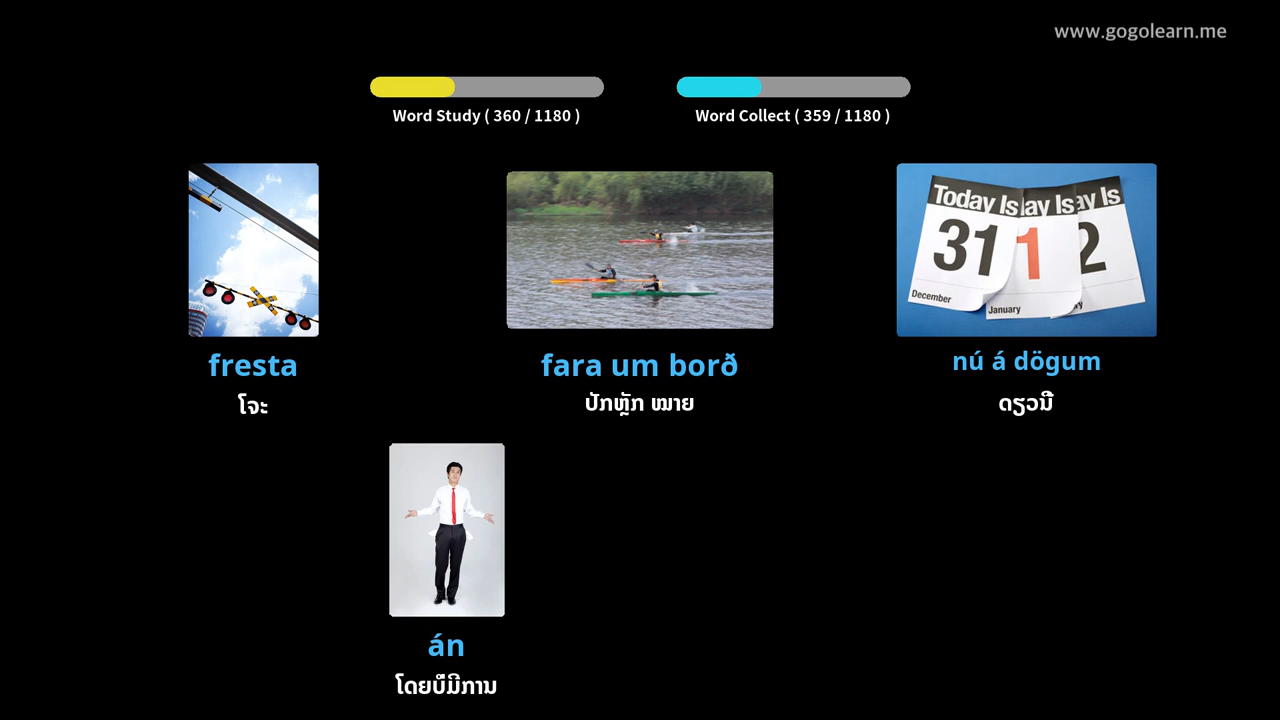 www.gogolearn.me
Word Study ( 360 / 1180 )
Word Collect ( 359 / 1180 )
Today Is
ay Is
ay Is
31
1
2
December
January
fresta
fara um borð
nú á dögum
ໂຈະ
ປັກຫຼັກ ໝາຍ
ດຽວນີ້
án
ໂດຍບໍ່ມີການ